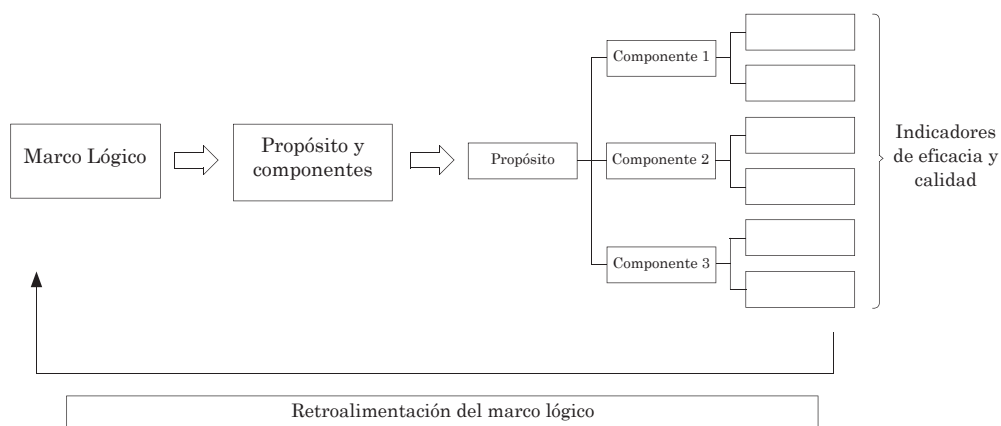 Marco Lógico
Propósito y
componentes
Propósito
Componente 1
Componente 2
Componente 3
Indicadores
de eficacia y
calidad
Retroalimentación del marco lógico